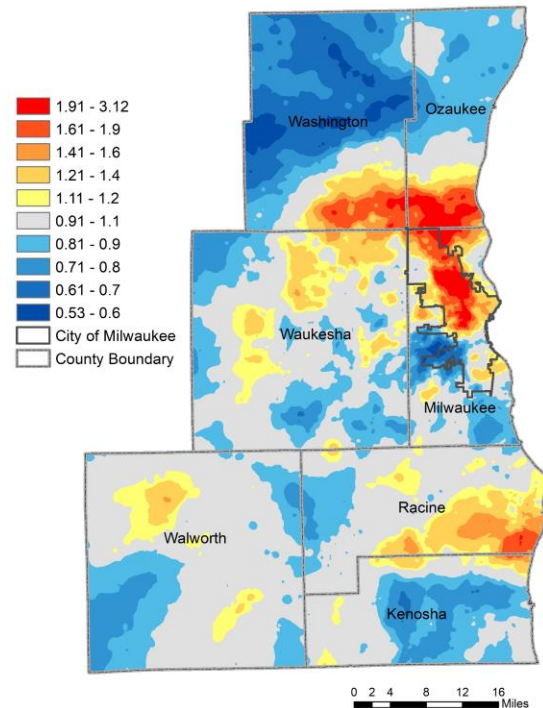 Washington
Ozaukee
1.91 - 3.12
1.61 - 1.9
1.41 - 1.6
1.21 - 1.4
1.11 - 1.2
0.91 - 1.1
0.81 - 0.9
0.71 - 0.8
0.61 - 0.7
0.53 - 0.6
City of Milwaukee
County Boundary
Waukesha
Milwaukee
Racine
Walworth
Kenosha
0 2 4 8 12 16
Miles